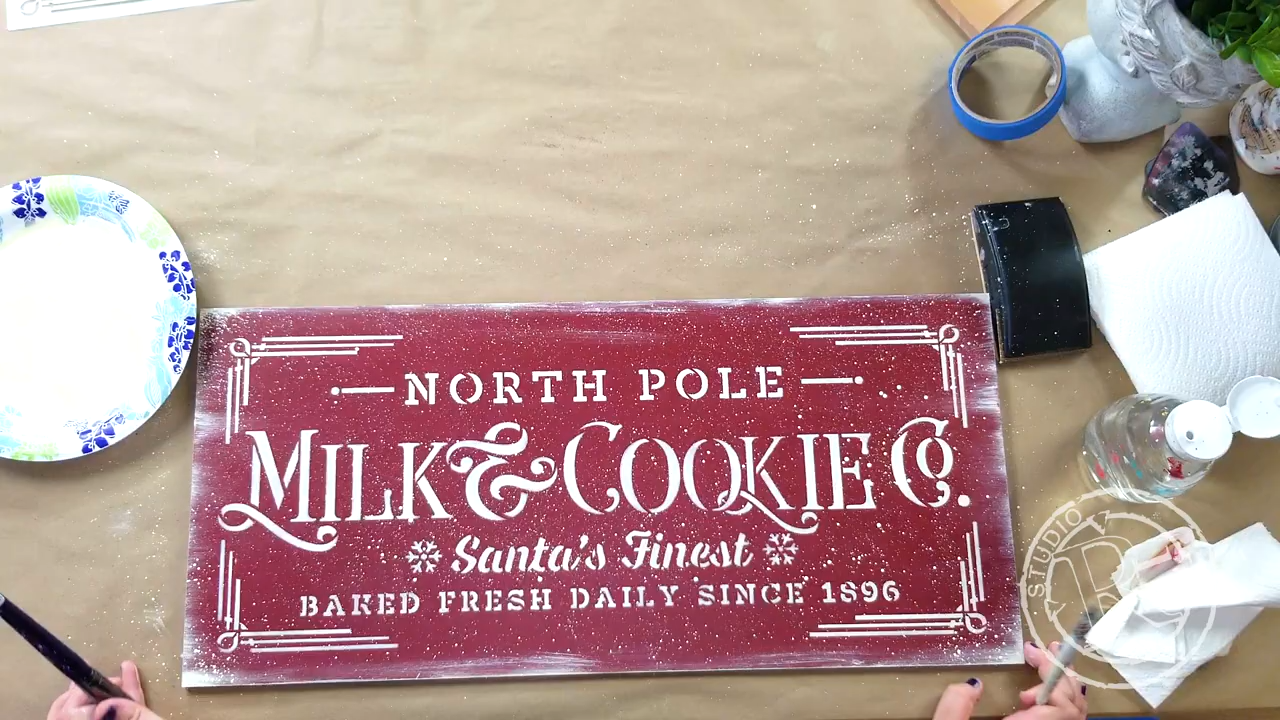 NORTH POLE
MILK & COOKIE Co.
Santa's Finest
BAKED FRESH DAILY SINCE 1896
STUDIO